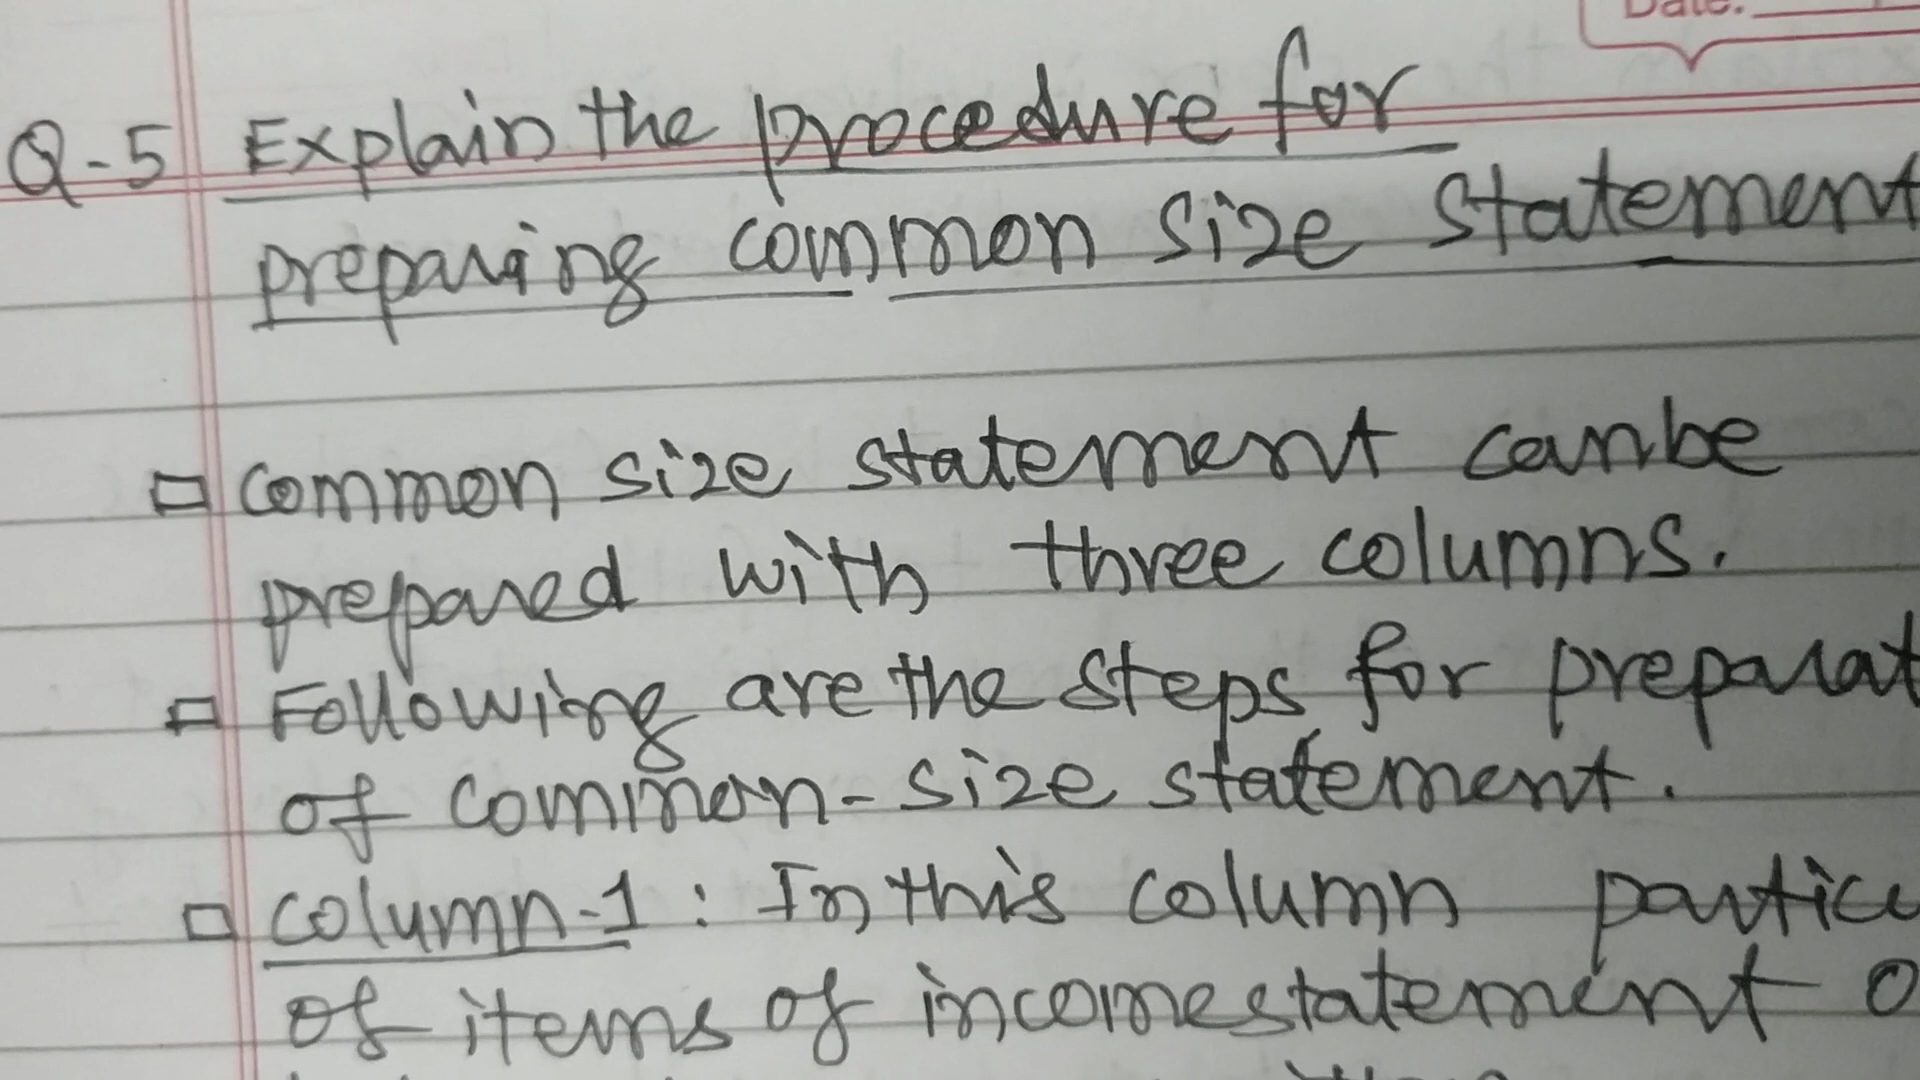 Date.
Q-5 Explain the procedure for
preparing common size statement
common size statement canbe
prepared with three columns.
Following are the steps for preparat
of common-size statement.
column-1: In this column particu
of items of incomestatement o